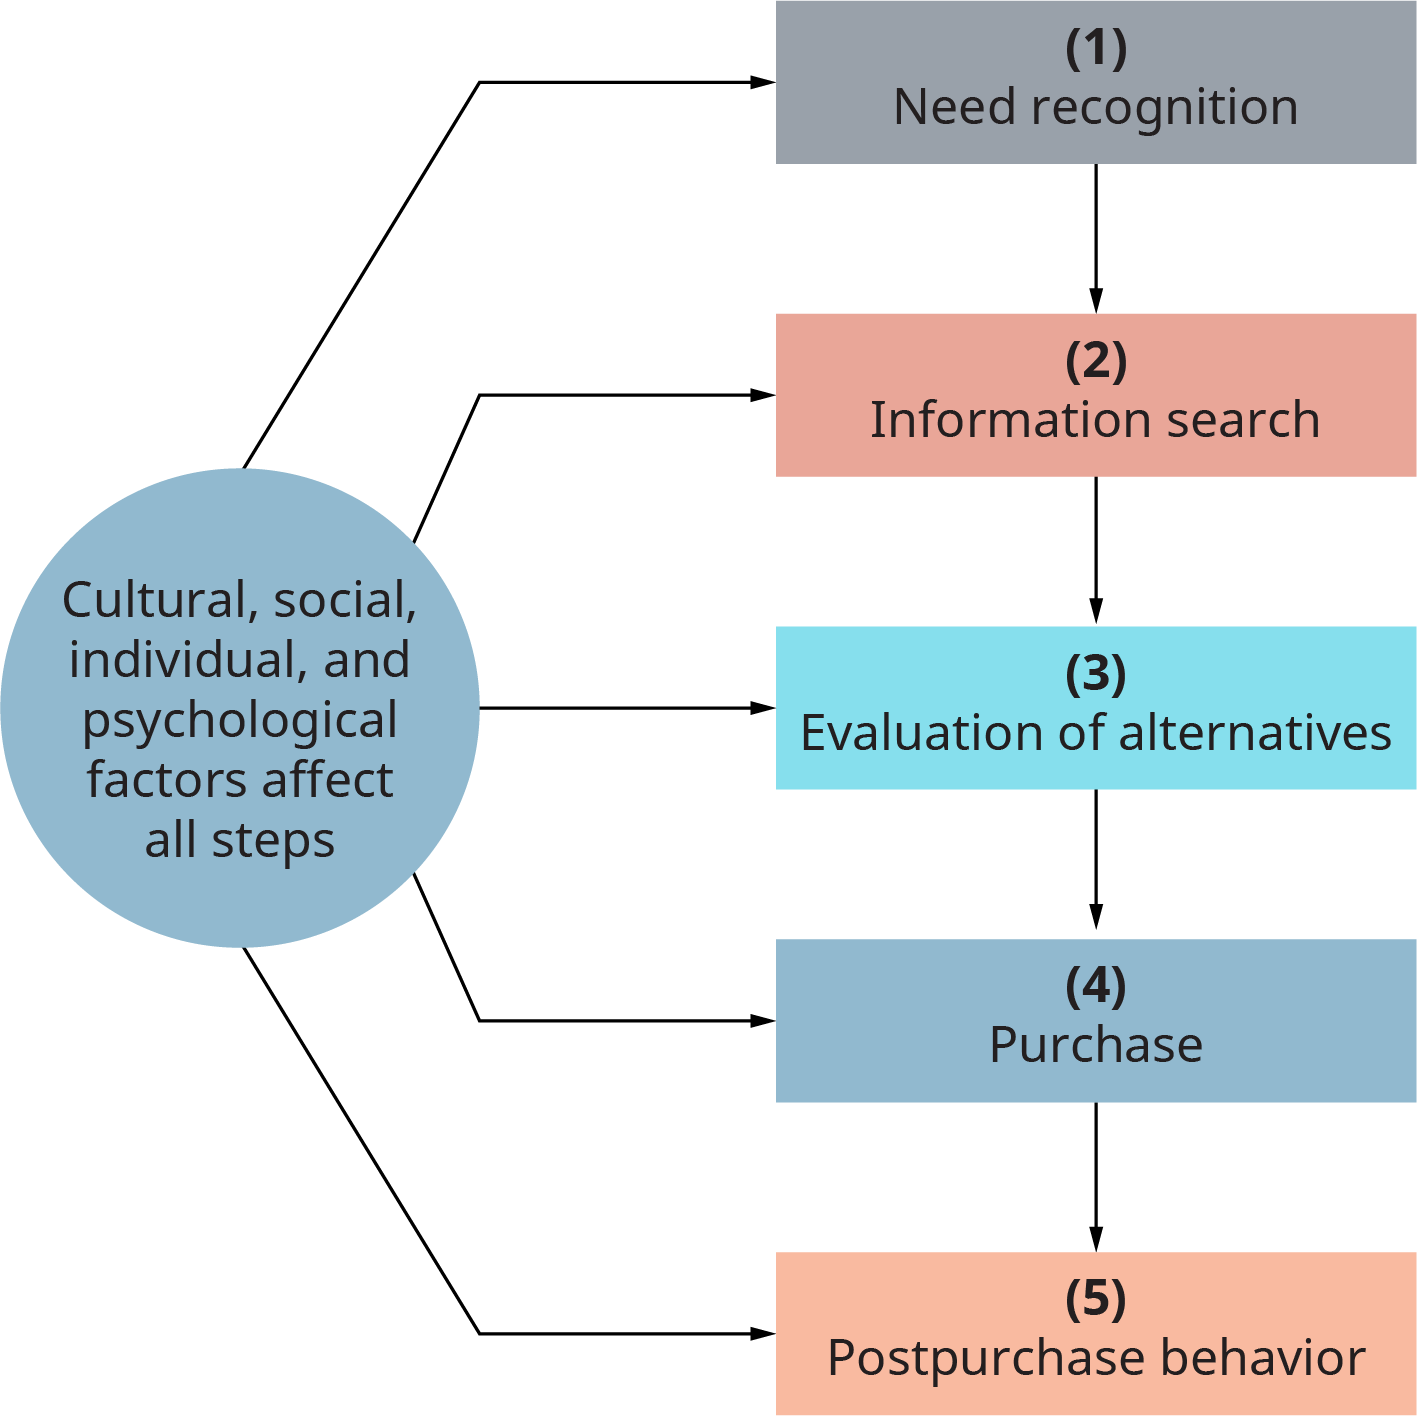 (1)
Need recognition
(2)
Information search
Cultural, social,
individual, and
psychological
factors affect
all steps
(3)
Evaluation of alternatives
(4)
Purchase
(5)
Postpurchase behavior